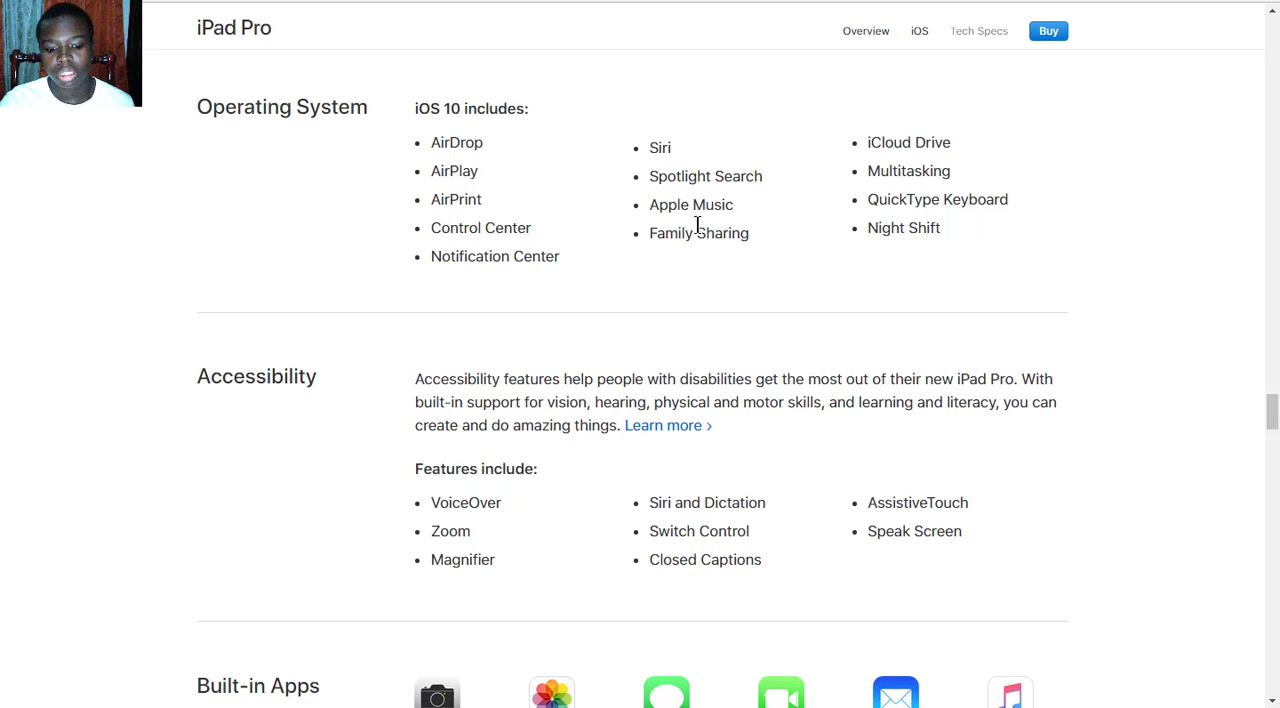 iPad Pro
Overview
iOS
Tech Specs
Buy
Operating System
iOS 10 includes:
AirDrop
AirPlay
AirPrint
Control Center
Notification Center
Siri
Spotlight Search
Apple Music
Family Sharing
iCloud Drive
Multitasking
QuickType Keyboard
Night Shift
Accessibility
Accessibility features help people with disabilities get the most out of their new iPad Pro. With
built-in support for vision, hearing, physical and motor skills, and learning and literacy, you can
create and do amazing things. Learn more >
Features include:
VoiceOver
Zoom
Magnifier
Siri and Dictation
Switch Control
Closed Captions
AssistiveTouch
Speak Screen
Built-in Apps